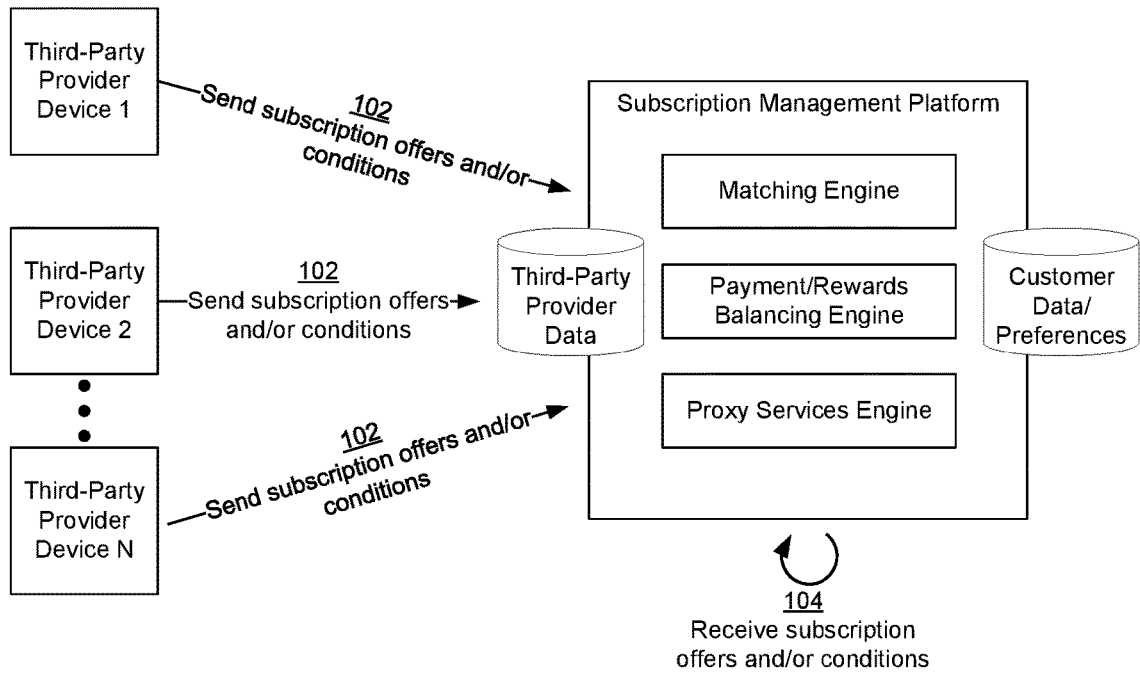 Third-Party
Provider
Device 1
102
Send subscription offers and/or
conditions
Third-Party
Provider
Device 2
102
Send subscription offers
and/or conditions
Third-Party
Provider
Device N
102
Send subscription offers and/or
conditions
Subscription Management Platform
Matching Engine
Third-Party
Provider
Data
Payment/Rewards
Balancing Engine
Customer
Data/
Preferences
Proxy Services Engine
104
Receive subscription
offers and/or conditions